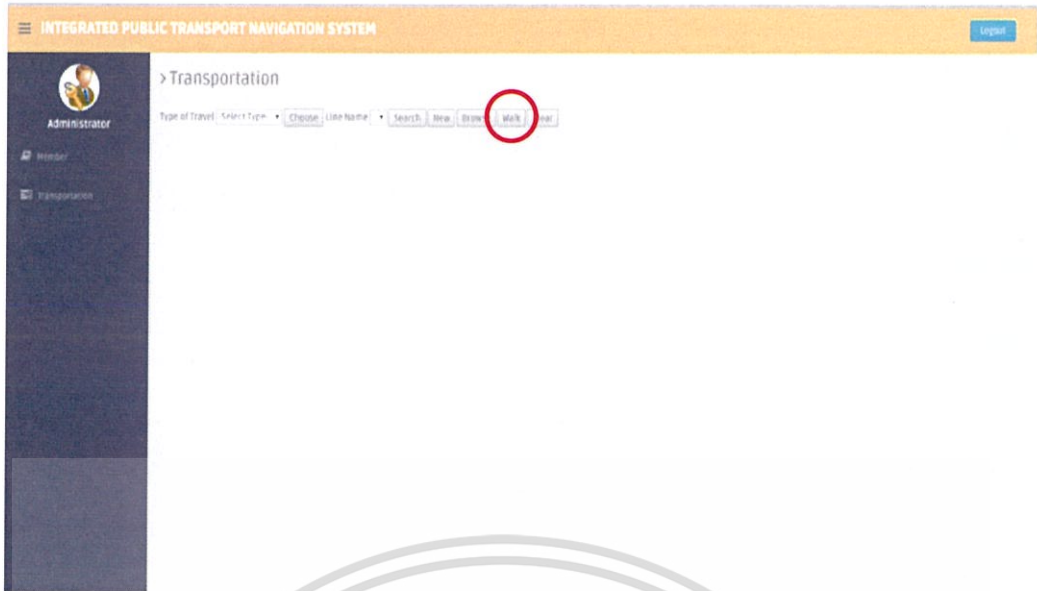 INTEGRATED PUBLIC TRANSPORT NAVIGATION SYSTEM
Logout
Administrator
Member
Transportation
> Transportation
Type of Travel Select Type Choose Line Name Search New Walk